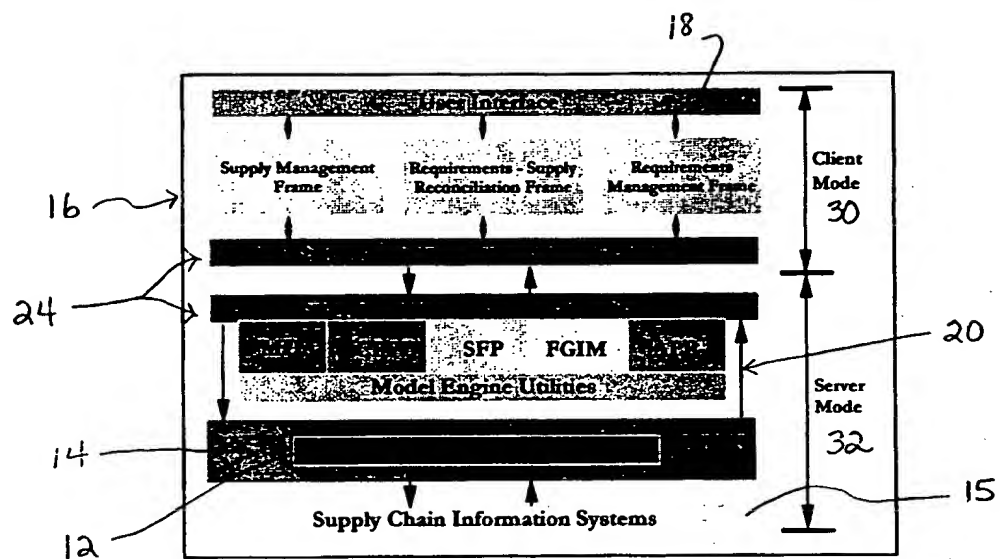 18
User Interface
Supply Management
Frame
Requirements - Supply
Reconciliation Frame
Requirements
Management Frame
Client
Mode
30
16
24
SFP
FGIM
20
Model Engine Utilities
Server
Mode
32
14
15
Supply Chain Information Systems
12